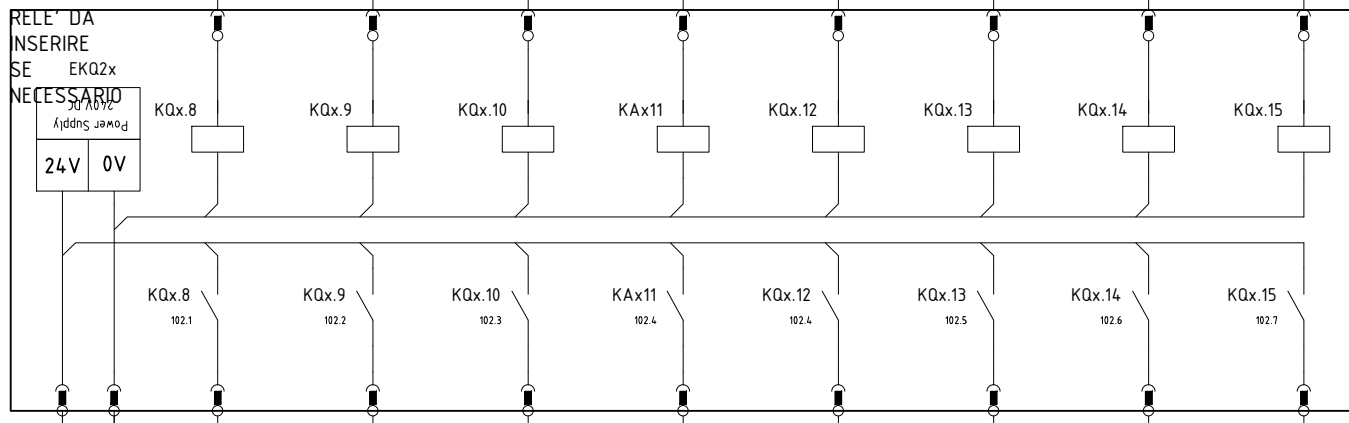 RELE' DA
INSERIRE
SE
NECESSARIO
EKQ2x
Power Supply
240V DC
24V 0V
KQx.8 KQx.9 KQx.10 KAx11 KQx.12 KQx.13 KQx.14 KQx.15
KQx.8 KQx.9 KQx.10 KAx11 KQx.12 KQx.13 KQx.14 KQx.15
102.1 102.2 102.3 102.4 102.4 102.5 102.6 102.7